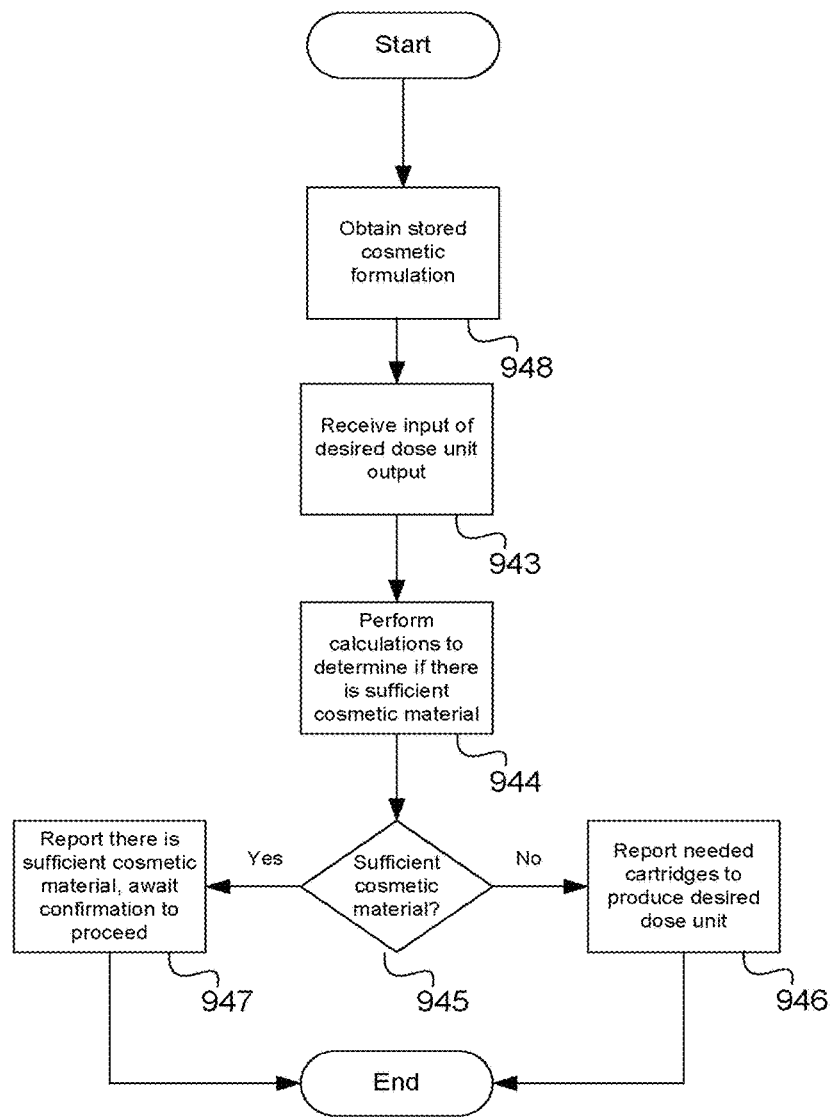 Start
Obtain stored
cosmetic
formulation
948
Receive input of
desired dose unit
output
943
Perform
calculations to
determine if there
is sufficient
cosmetic material
944
Report there is
sufficient cosmetic
material, await
confirmation to
proceed
947
Yes
Sufficient
cosmetic
material?
945
No
Report needed
cartridges to
produce desired
dose unit
946
End